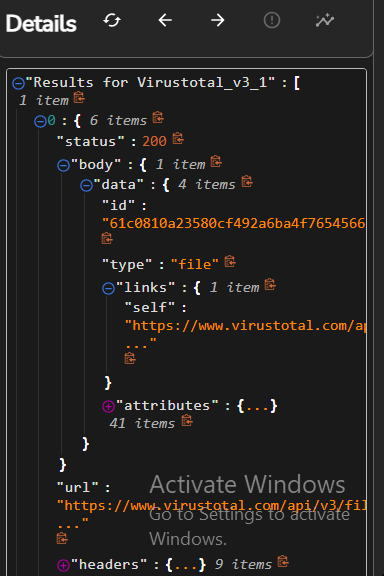 Details
"Results for Virustotal_v3_1" : [
1 item
0 : { 6 items
"status" : 200
"body" : { 1 item
"data" : { 4 items
"id" :
"61c0810a23580cf492a6ba4f7654566
"type" : "file"
"links" : { 1 item
"self" :
"https://www.virustotal.com/ap
..."
}
"attributes" : {...}
41 items
}
}
"url" :
"https://www.virustotal.com/api/v3/fil
..."
"headers" : {...} 9 items
Activate Windows
Go to Settings to activate
Windows.